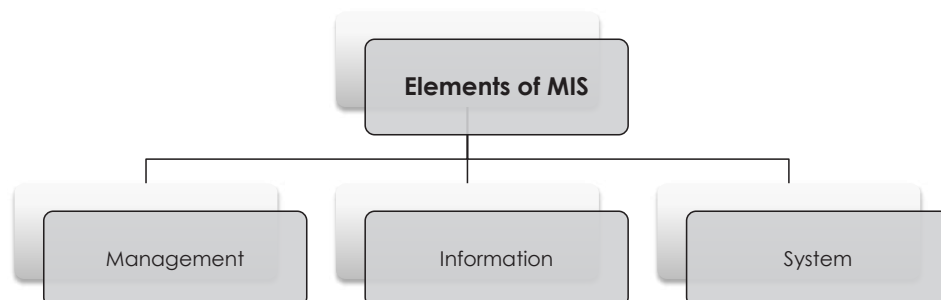 Elements of MIS
Management
Information
System